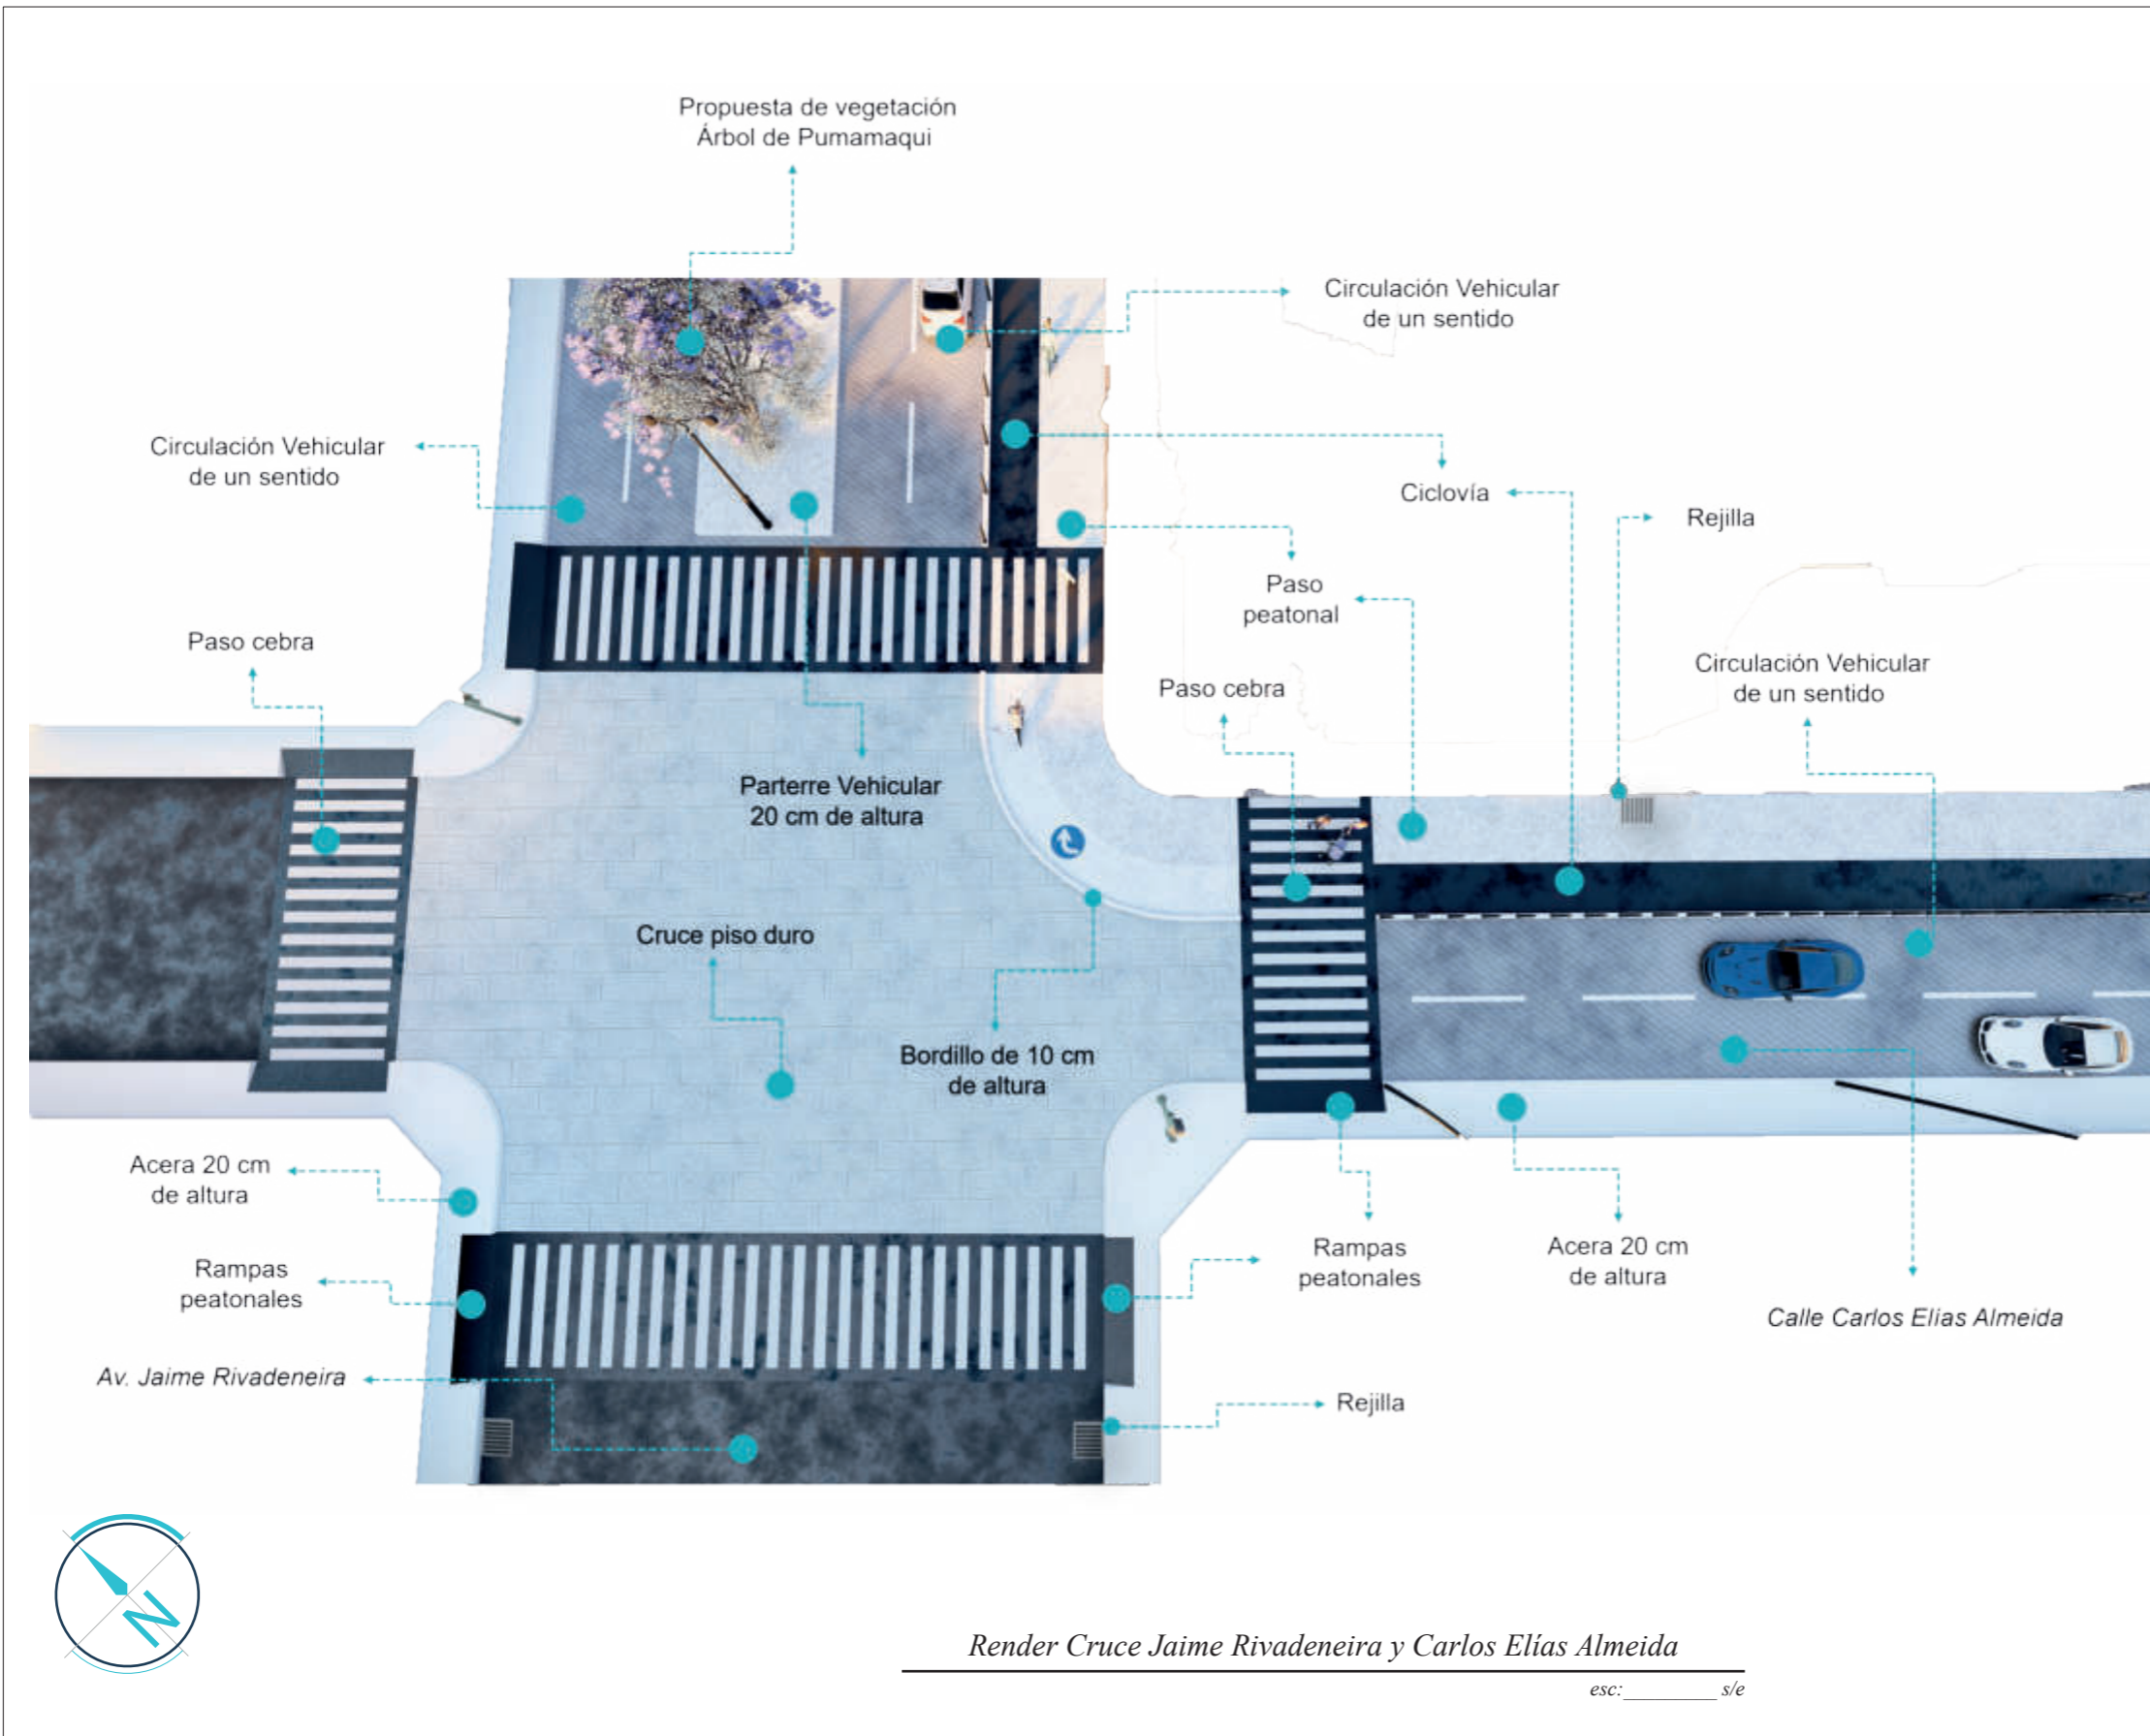 Propuesta de vegetación
Árbol de Pumamaqui
Circulación Vehicular
de un sentido
Circulación Vehicular
de un sentido
Ciclovía
Rejilla
Paso
peatonal
Paso cebra
Paso cebra
Circulación Vehicular
de un sentido
Parterre Vehicular
20 cm de altura
Cruce piso duro
Bordillo de 10 cm
de altura
Acera 20 cm
de altura
Rampas
peatonales
Rampas
peatonales
Acera 20 cm
de altura
Calle Carlos Elias Almeida
Av. Jaime Rivadeneira
Rejilla
N
Render Cruce Jaime Rivadeneira y Carlos Elías Almeida
esc:_________ s/e